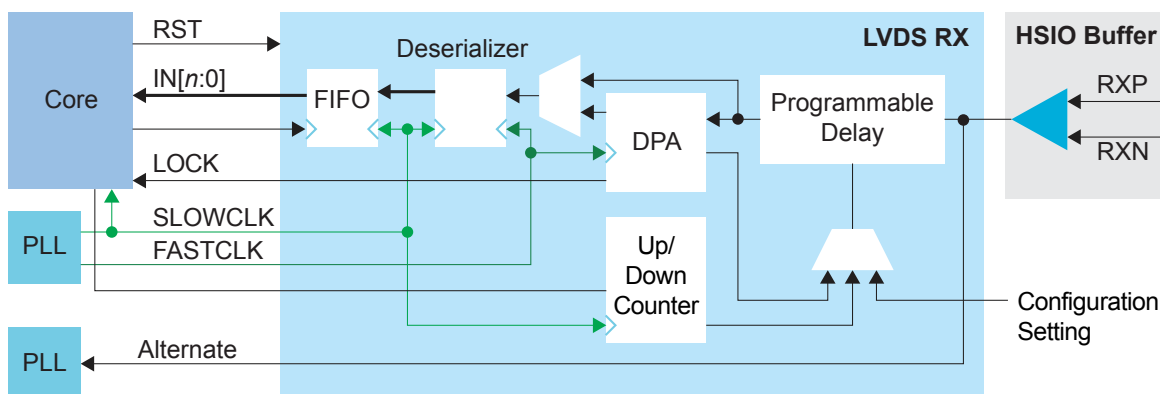 RST
LVDS RX
HSIO Buffer
Deserializer
IN[n:0]
Core
FIFO
RXP
Programmable
Delay
DPA
RXN
LOCK
SLOWCLK
PLL
FASTCLK
Up/
Down
Counter
Configuration
Setting
Alternate
PLL